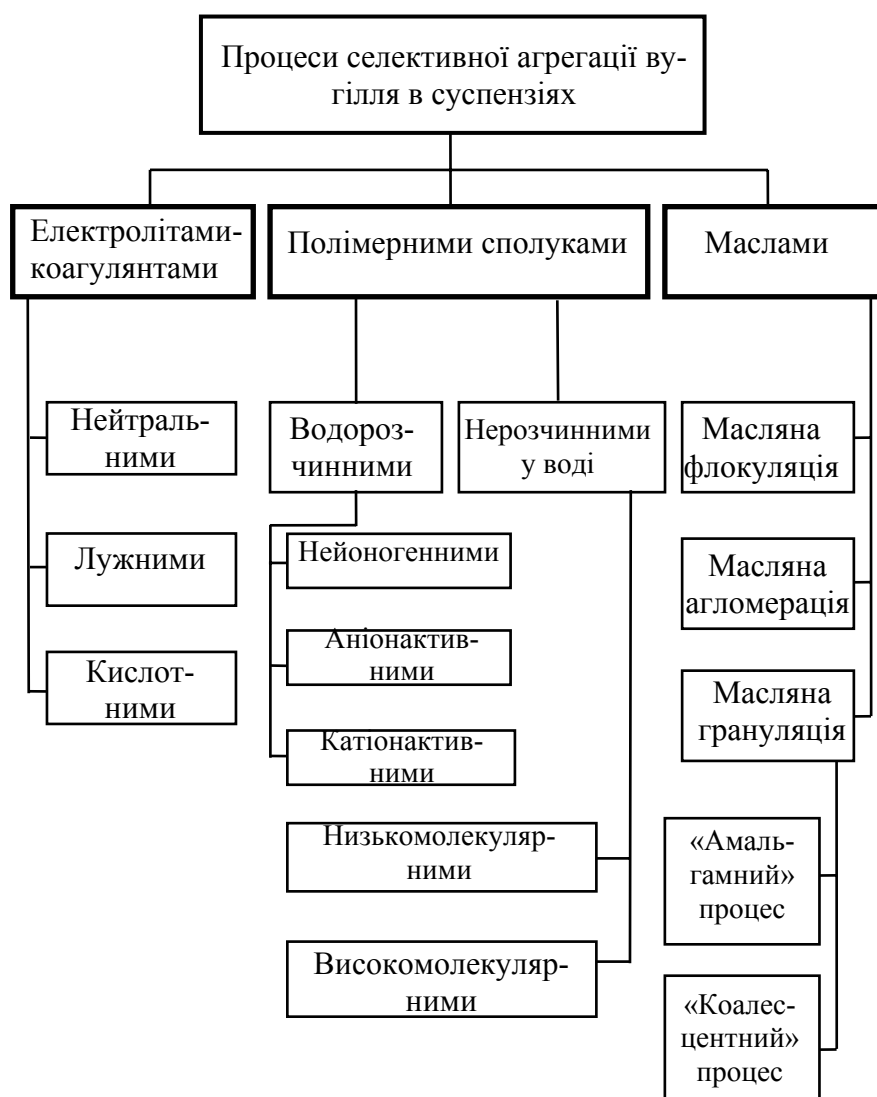 Процеси селективної агрегації ву-
гілля в суспензіях
Електролітами-
коагулянтами
Полімерними сполуками
Маслами
Нейтраль-
ними
Лужними
Кислот-
ними
Водороз-
чинними
Нерозчинними
у воді
Нейоногенними
Аніонактив-
ними
Катіонактив-
ними
Низькомолекуляр-
ними
Високомолекуляр-
ними
Масляна
флокуляція
Масляна
агломерація
Масляна
грануляція
«Амаль-
гамний»
процес
«Коалес-
центний»
процес